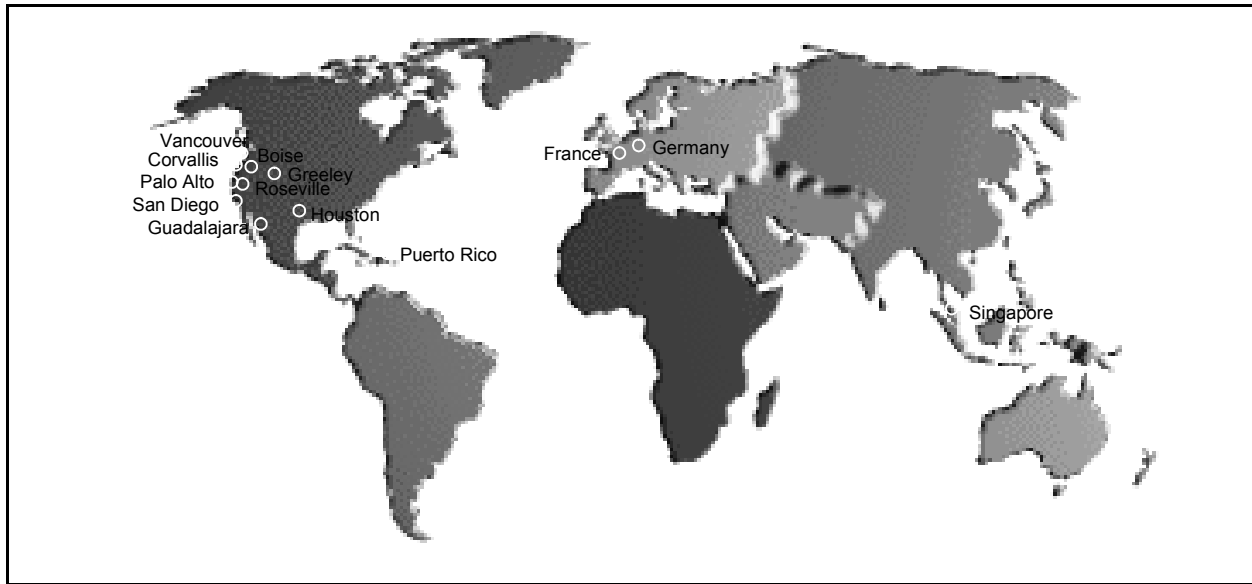 Vancouver
Corvallis
Boise
Palo Alto
Greeley
Roseville
San Diego
Houston
Guadalajara
Puerto Rico
France
Germany
Singapore